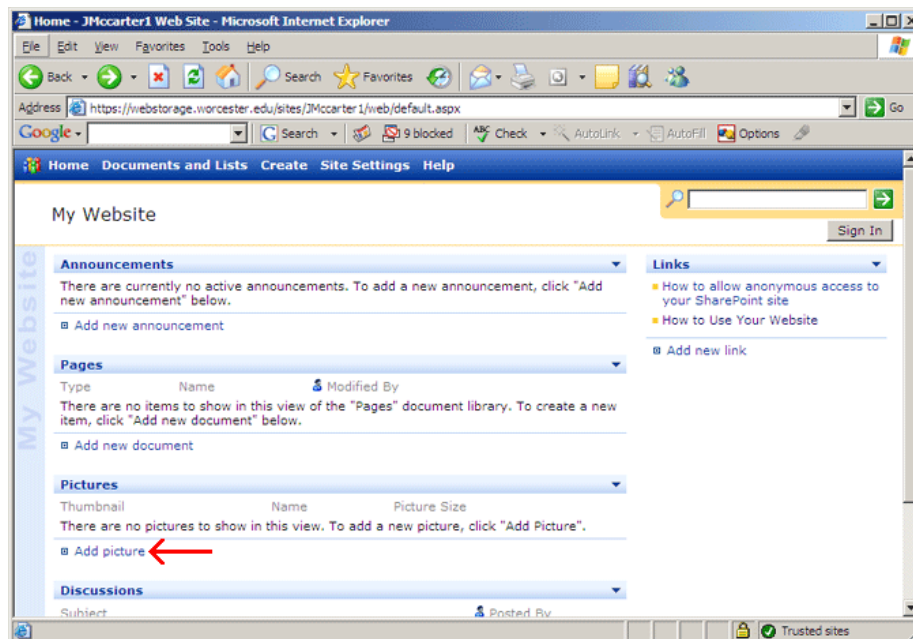 Home - JMccarter1 Web Site - Microsoft Internet Explorer
File Edit View Favorites Tools Help
Back Search Favorites
Address https://webstorage.worcester.edu/sites/JMccarter1/web/default.aspx Go
Google Search 9 blocked ABC Check AutoLink AutoFill Options
Home Documents and Lists Create Site Settings Help
My Website
Sign In
My Website
Announcements
There are currently no active announcements. To add a new announcement, click "Add
new announcement" below.
Add new announcement
Pages
Type Name Modified By
There are no items to show in this view of the "Pages" document library. To create a new
item, click "Add new document" below.
Add new document
Pictures
Thumbnail Name Picture Size
There are no pictures to show in this view. To add a new picture, click "Add Picture".
Add picture
Discussions
Subject Posted By
Links
How to allow anonymous access to
your SharePoint site
How to Use Your Website
Add new link
Trusted sites